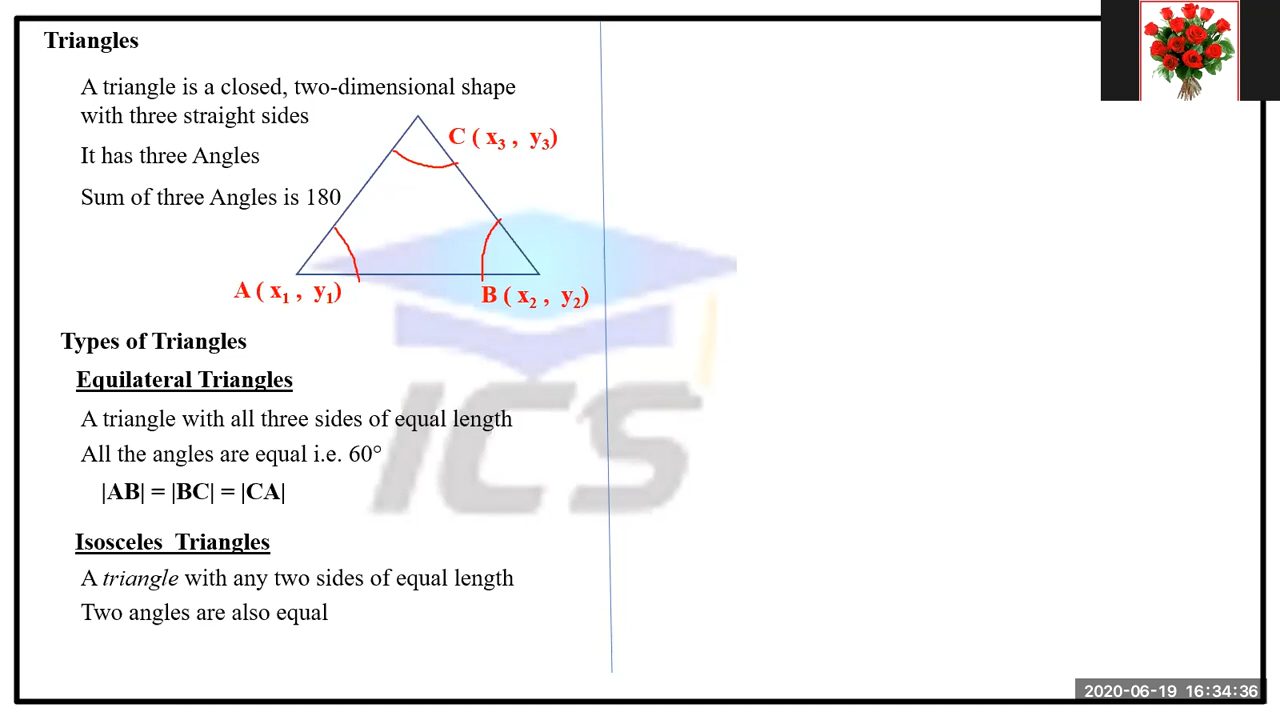 Triangles
A triangle is a closed, two-dimensional shape
with three straight sides
C ( x₃ , y₃)
It has three Angles
Sum of three Angles is 180
A ( x₁ , y₁)
B ( x₂ , y₂)
Types of Triangles
Equilateral Triangles
A triangle with all three sides of equal length
All the angles are equal i.e. 60°
|AB| = |BC| = |CA|
ICS
Isosceles Triangles
A triangle with any two sides of equal length
Two angles are also equal
2020-06-19 16:34:36